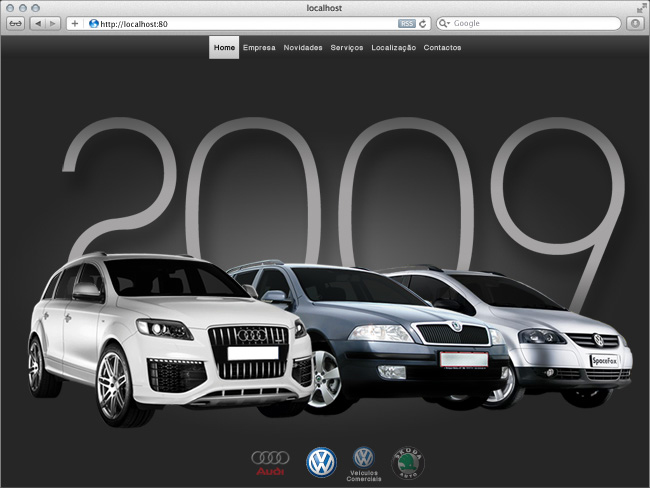 localhost
http://localhost:80
RSS
Google
Home Empresa Novidades Serviços Localização Contactos
2009
SpaceFox
Audi
Veículos
Comerciais
SKODA
AUTO